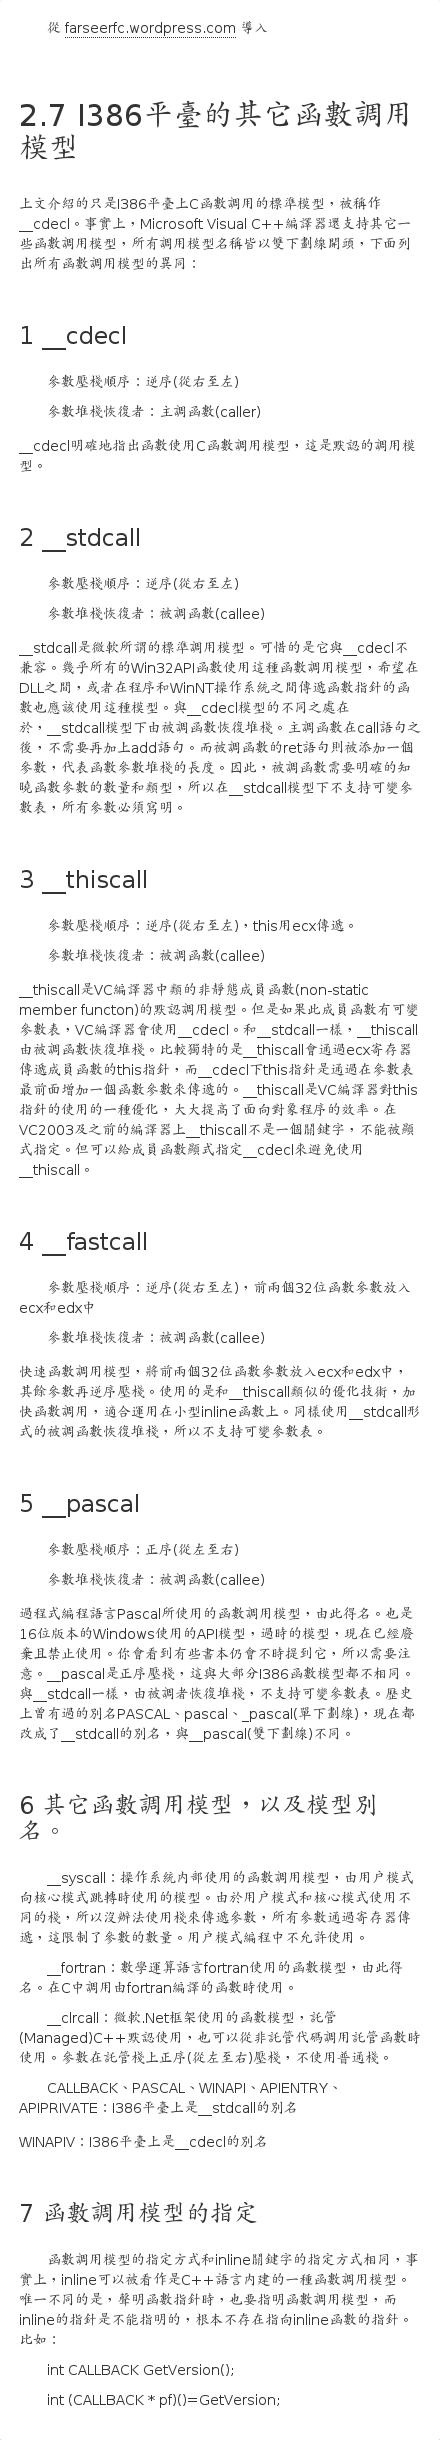 從 farseerfc.wordpress.com 導入
2.7 I386平臺的其它函數調用
模型
上文介紹的只是I386平臺上C函數調用的標準模型，被稱作
__cdecl。事實上，Microsoft Visual C++編譯器還支持其它一
些函數調用模型，所有調用模型名稱皆以雙下劃線開頭，下面列
出所有函數調用模型的異同：
1 __cdecl
參數壓棧順序：逆序(從右至左)
參數堆棧恢復者：主調函數(caller)
__cdecl明確地指出函數使用C函數調用模型，這是默認的調用模
型。
2 __stdcall
參數壓棧順序：逆序(從右至左)
參數堆棧恢復者：被調函數(callee)
__stdcall是微軟所謂的標準調用模型。可惜的是它與__cdecl不
兼容。幾乎所有的Win32API函數使用這種函數調用模型，希望在
DLL之間，或者在程序和WinNT操作系統之間傳遞函數指針的函
數也應該使用這種模型。與__cdecl模型的不同之處在
於，__stdcall模型下由被調函數恢復堆棧。主調函數在call語句之
後，不需要再加上add語句。而被調函數的ret語句則被添加一個
參數，代表函數參數堆棧的長度。因此，被調函數需要明確的知
曉函數參數的數量和類型，所以在__stdcall模型下不支持可變參
數表，所有參數必須寫明。
3 __thiscall
參數壓棧順序：逆序(從右至左)，this用ecx傳遞。
參數堆棧恢復者：被調函數(callee)
__thiscall是VC編譯器中類的非靜態成員函數(non-static
member functon)的默認調用模型。但是如果此成員函數有可變
參數表，VC編譯器會使用__cdecl。和__stdcall一樣，__thiscall
由被調函數恢復堆棧。比較獨特的是__thiscall會通過ecx寄存器
傳遞成員函數的this指針，而__cdecl下this指針是通過在參數表
最前面增加一個函數參數來傳遞的。__thiscall是VC編譯器對this
指針的使用的一種優化，大大提高了面向對象程序的效率。在
VC2003及之前的編譯器上__thiscall不是一個關鍵字，不能被顯
式指定。但可以給成員函數顯式指定__cdecl來避免使用
__thiscall。
4 __fastcall
參數壓棧順序：逆序(從右至左)，前兩個32位函數參數放入
ecx和edx中
參數堆棧恢復者：被調函數(callee)
快速函數調用模型，將前兩個32位函數參數放入ecx和edx中，
其餘參數再逆序壓棧。使用的是和__thiscall類似的優化技術，加
快函數調用，適合運用在小型inline函數上。同樣使用__stdcall形
式的被調函數恢復堆棧，所以不支持可變參數表。
5 __pascal
參數壓棧順序：正序(從左至右)
參數堆棧恢復者：被調函數(callee)
過程式編程語言Pascal所使用的函數調用模型，由此得名。也是
16位版本的Windows使用的API模型，過時的模型，現在已經廢
棄且禁止使用。你會看到有些書本仍會不時提到它，所以需要注
意。__pascal是正序壓棧，這與大部分I386函數模型都不相同。
與__stdcall一樣，由被調者恢復堆棧，不支持可變參數表。歷史
上曾有過的別名PASCAL、pascal、_pascal(單下劃線)，現在都
改成了__stdcall的別名，與__pascal(雙下劃線)不同。
6 其它函數調用模型，以及模型別
名。
__syscall：操作系統內部使用的函數調用模型，由用戶模式
向核心模式跳轉時使用的模型。由於用戶模式和核心模式使用不
同的棧，所以沒辦法使用棧來傳遞參數，所有參數通過寄存器傳
遞，這限制了參數的數量。用戶模式編程中不允許使用。
__fortran：數學運算語言fortran使用的函數模型，由此得
名。在C中調用由fortran編譯的函數時使用。
__clrcall：微軟.Net框架使用的函數模型，託管
(Managed)C++默認使用，也可以從非託管代碼調用託管函數時
使用。參數在託管棧上正序(從左至右)壓棧，不使用普通棧。
CALLBACK、PASCAL、WINAPI、APIENTRY、
APIPRIVATE：I386平臺上是__stdcall的別名
WINAPIV：I386平臺上是__cdecl的別名
7 函數調用模型的指定
函數調用模型的指定方式和inline關鍵字的指定方式相同，事
實上，inline可以被看作是C++語言內建的一種函數調用模型。
唯一不同的是，聲明函數指針時，也要指明函數調用模型，而
inline的指針是不能指明的，根本不存在指向inline函數的指針。
比如：
int CALLBACK GetVersion();
int (CALLBACK * pf)()=GetVersion;